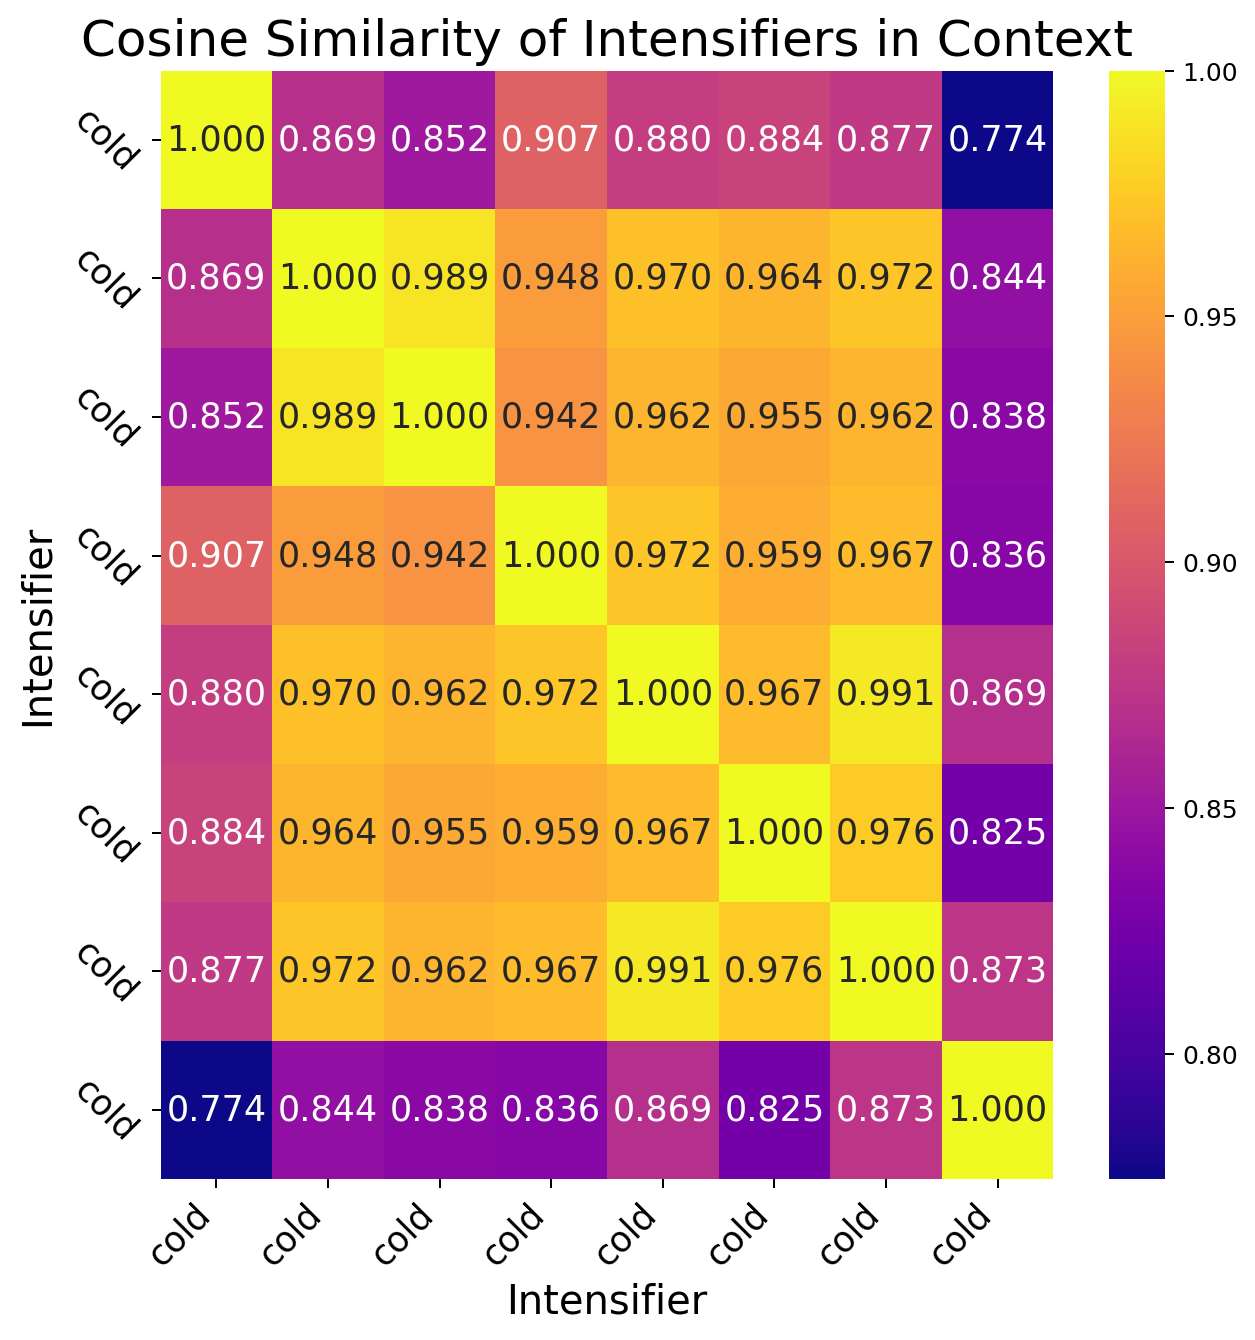 Cosine Similarity of Intensifiers in Context
cold 1.000 0.869 0.852 0.907 0.880 0.884 0.877 0.774
cold 0.869 1.000 0.989 0.948 0.970 0.964 0.972 0.844
cold 0.852 0.989 1.000 0.942 0.962 0.955 0.962 0.838
cold 0.907 0.948 0.942 1.000 0.972 0.959 0.967 0.836
cold 0.880 0.970 0.962 0.972 1.000 0.967 0.991 0.869
cold 0.884 0.964 0.955 0.959 0.967 1.000 0.976 0.825
cold 0.877 0.972 0.962 0.967 0.991 0.976 1.000 0.873
cold 0.774 0.844 0.838 0.836 0.869 0.825 0.873 1.000
cold cold cold cold cold cold cold cold
Intensifier
Intensifier
1.00
0.95
0.90
0.85
0.80